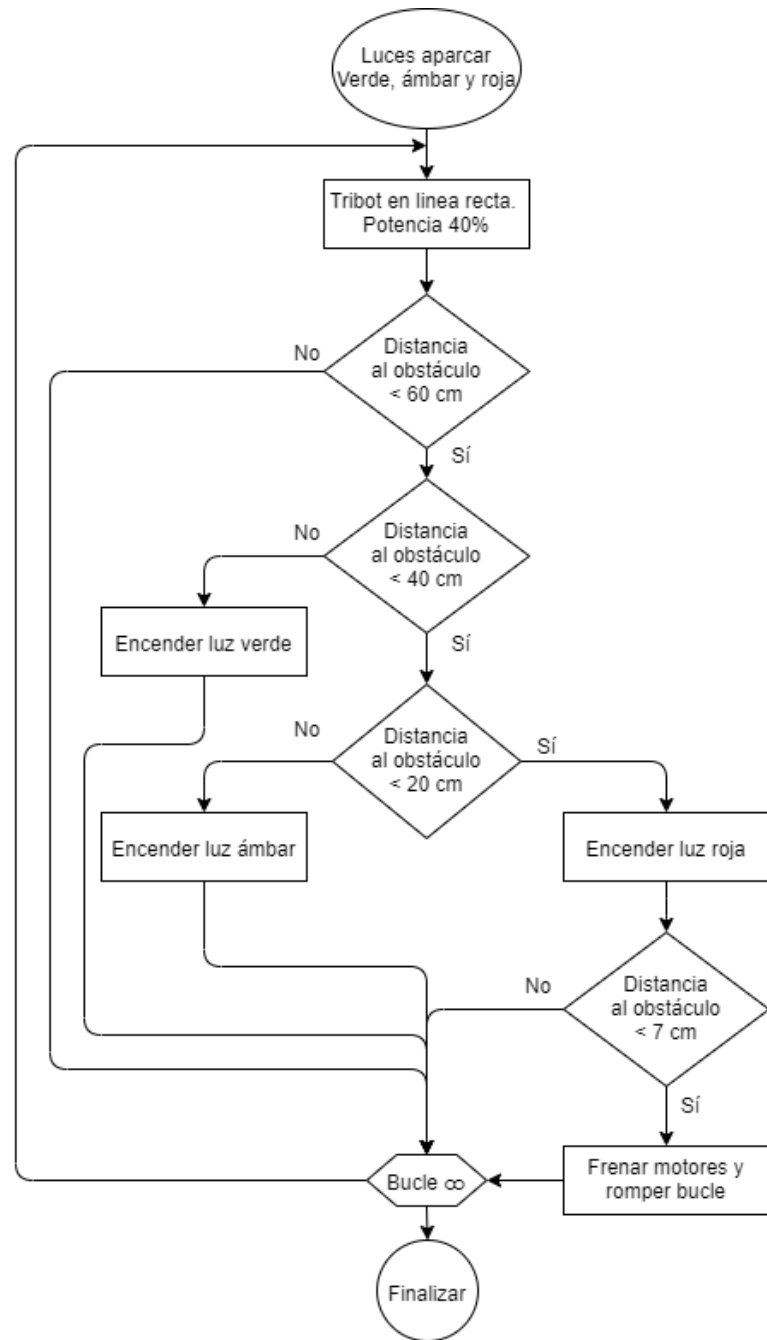 Luces aparcar
Verde, ámbar y roja
Tribot en linea recta.
Potencia 40%
No
Distancia
al obstáculo
< 60 cm
Sí
No
Distancia
al obstáculo
< 40 cm
Encender luz verde
Sí
No
Distancia
al obstáculo
< 20 cm
Sí
Encender luz ámbar
Encender luz roja
No
Distancia
al obstáculo
< 7 cm
Sí
Frenar motores y
romper bucle
Bucle ∞
Finalizar